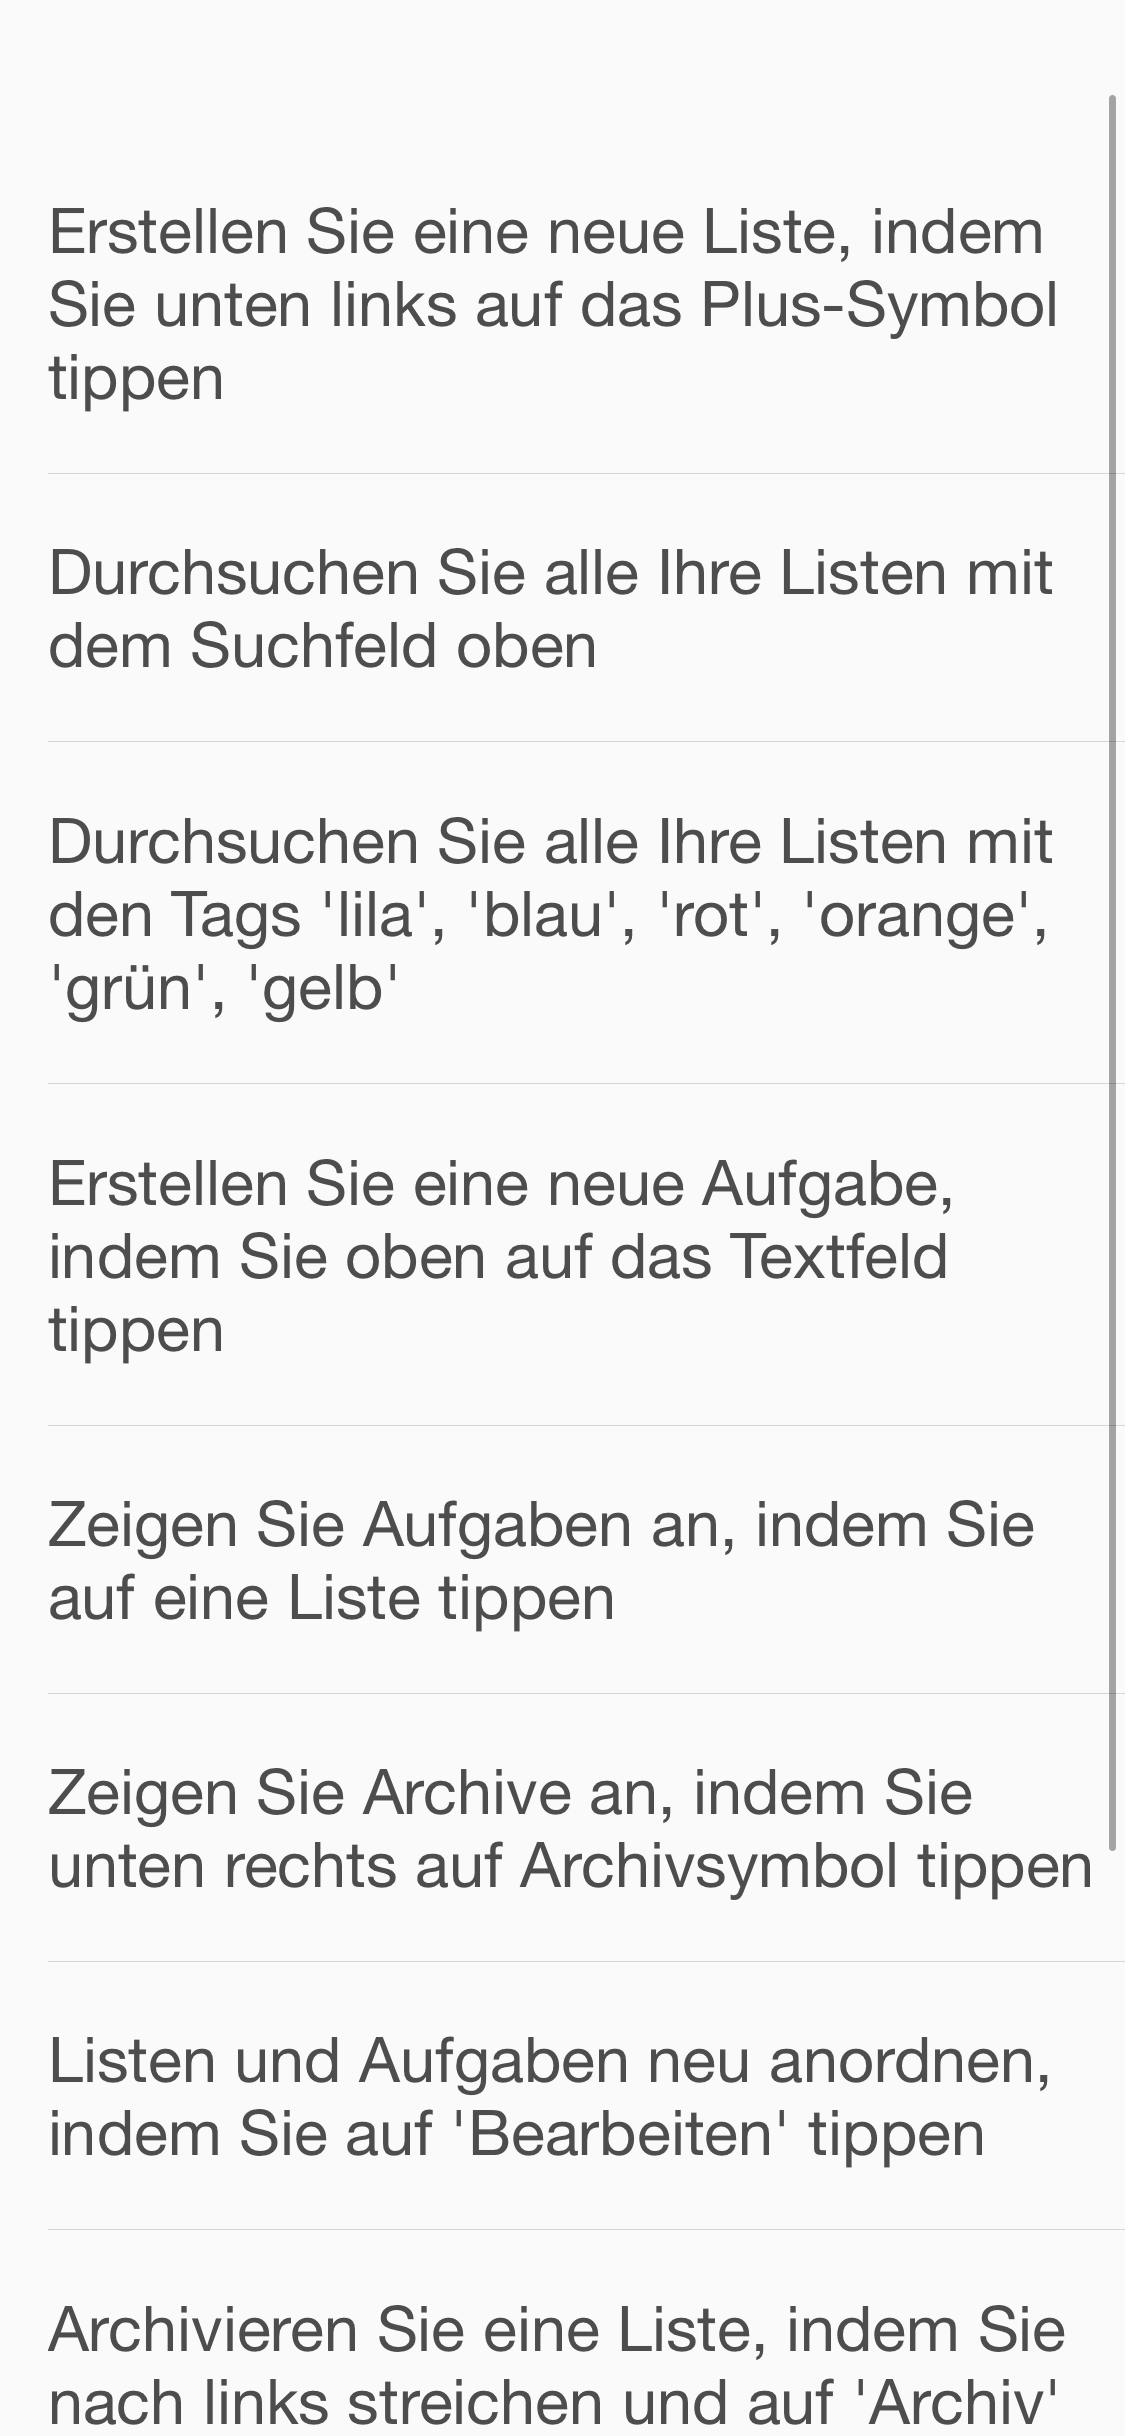 Erstellen Sie eine neue Liste, indem
Sie unten links auf das Plus-Symbol
tippen
Durchsuchen Sie alle Ihre Listen mit
dem Suchfeld oben
Durchsuchen Sie alle Ihre Listen mit
den Tags 'lila', 'blau', 'rot', 'orange',
'grün', 'gelb'
Erstellen Sie eine neue Aufgabe,
indem Sie oben auf das Textfeld
tippen
Zeigen Sie Aufgaben an, indem Sie
auf eine Liste tippen
Zeigen Sie Archive an, indem Sie
unten rechts auf Archivsymbol tippen
Listen und Aufgaben neu anordnen,
indem Sie auf 'Bearbeiten' tippen
Archivieren Sie eine Liste, indem Sie
nach links streichen und auf 'Archiv'